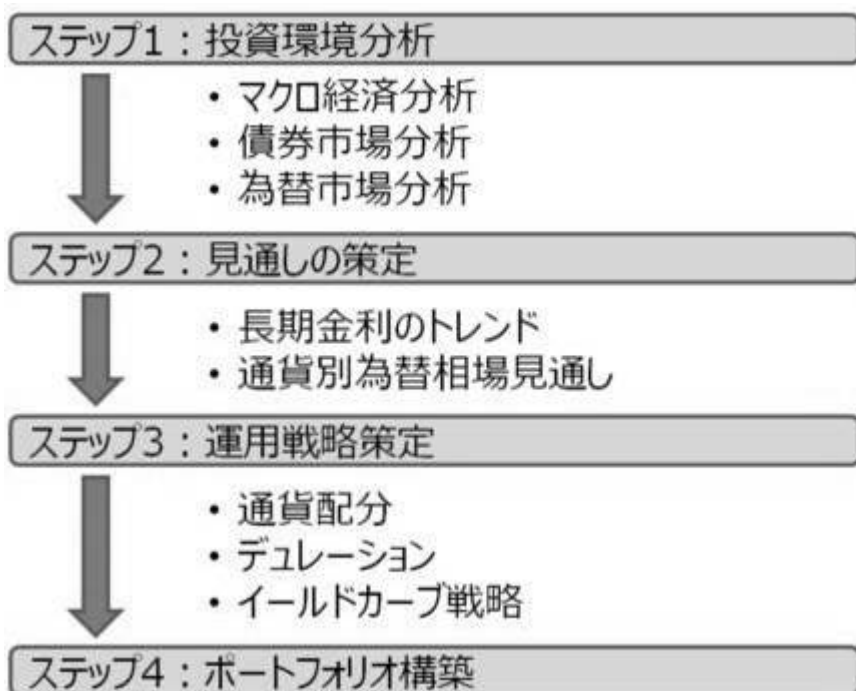 ステップ1：投資環境分析
・マクロ経済分析
・債券市場分析
・為替市場分析
ステップ2：見通しの策定
・長期金利のトレンド
・通貨別為替相場見通し
ステップ3：運用戦略策定
・通貨配分
・デュレーション
・イールドカーブ戦略
ステップ4：ポートフォリオ構築